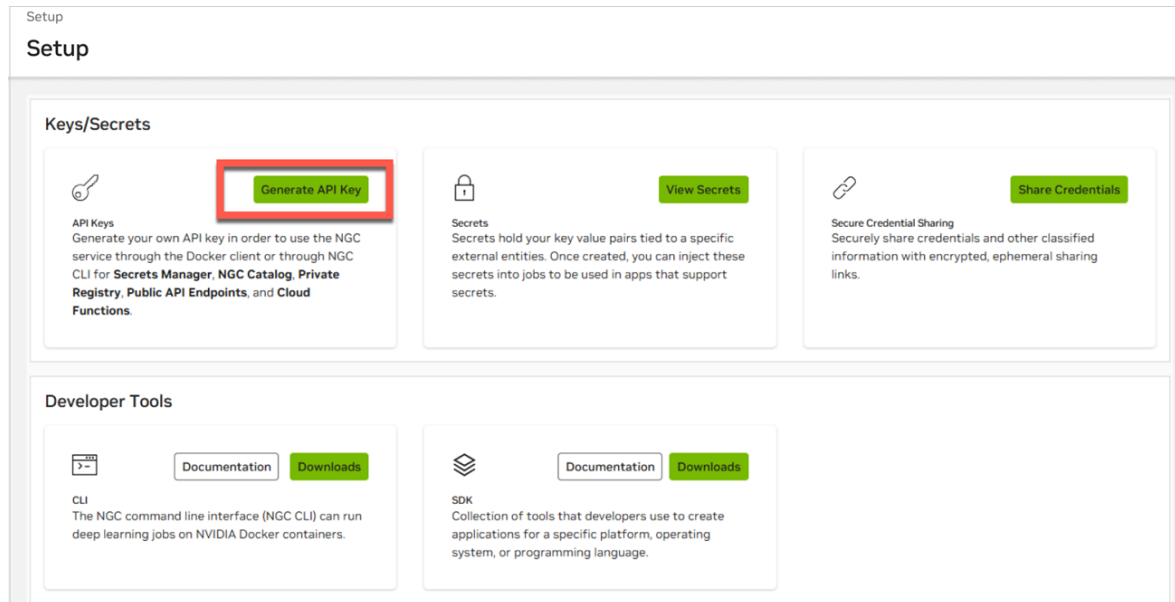 Setup
Setup
Keys/Secrets
Generate API Key
API Keys
Generate your own API key in order to use the NGC
service through the Docker client or through NGC
CLI for Secrets Manager, NGC Catalog, Private
Registry, Public API Endpoints, and Cloud
Functions.
View Secrets
Secrets
Secrets hold your key value pairs tied to a specific
external entities. Once created, you can inject these
secrets into jobs to be used in apps that support
secrets.
Share Credentials
Secure Credential Sharing
Securely share credentials and other classified
information with encrypted, ephemeral sharing
links.
Developer Tools
Documentation
Downloads
CLI
The NGC command line interface (NGC CLI) can run
deep learning jobs on NVIDIA Docker containers.
Documentation
Downloads
SDK
Collection of tools that developers use to create
applications for a specific platform, operating
system, or programming language.